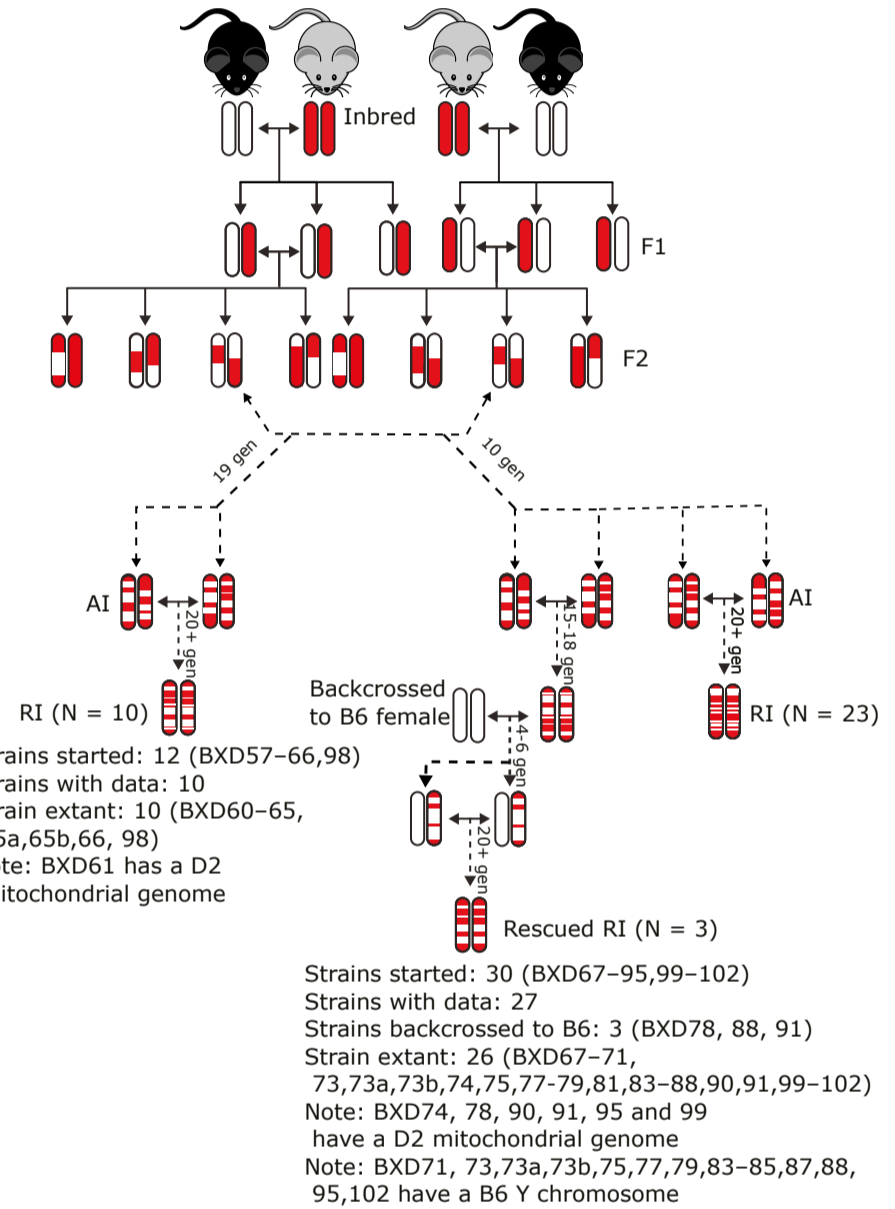 Inbred
F1
F2
19 gen
10 gen
AI
20+ gen
15-18 gen
20+ gen
AI
RI (N = 10)
Backcrossed
to B6 female
4-6 gen
RI (N = 23)
rains started: 12 (BXD57–66,98)
rains with data: 10
rain extant: 10 (BXD60–65,
5a,65b,66, 98)
ote: BXD61 has a D2
itochondrial genome
20+ gen
Rescued RI (N = 3)
Strains started: 30 (BXD67–95,99–102)
Strains with data: 27
Strains backcrossed to B6: 3 (BXD78, 88, 91)
Strain extant: 26 (BXD67–71,
73,73a,73b,74,75,77-79,81,83–88,90,91,99–102)
Note: BXD74, 78, 90, 91, 95 and 99
have a D2 mitochondrial genome
Note: BXD71, 73,73a,73b,75,77,79,83–85,87,88,
95,102 have a B6 Y chromosome